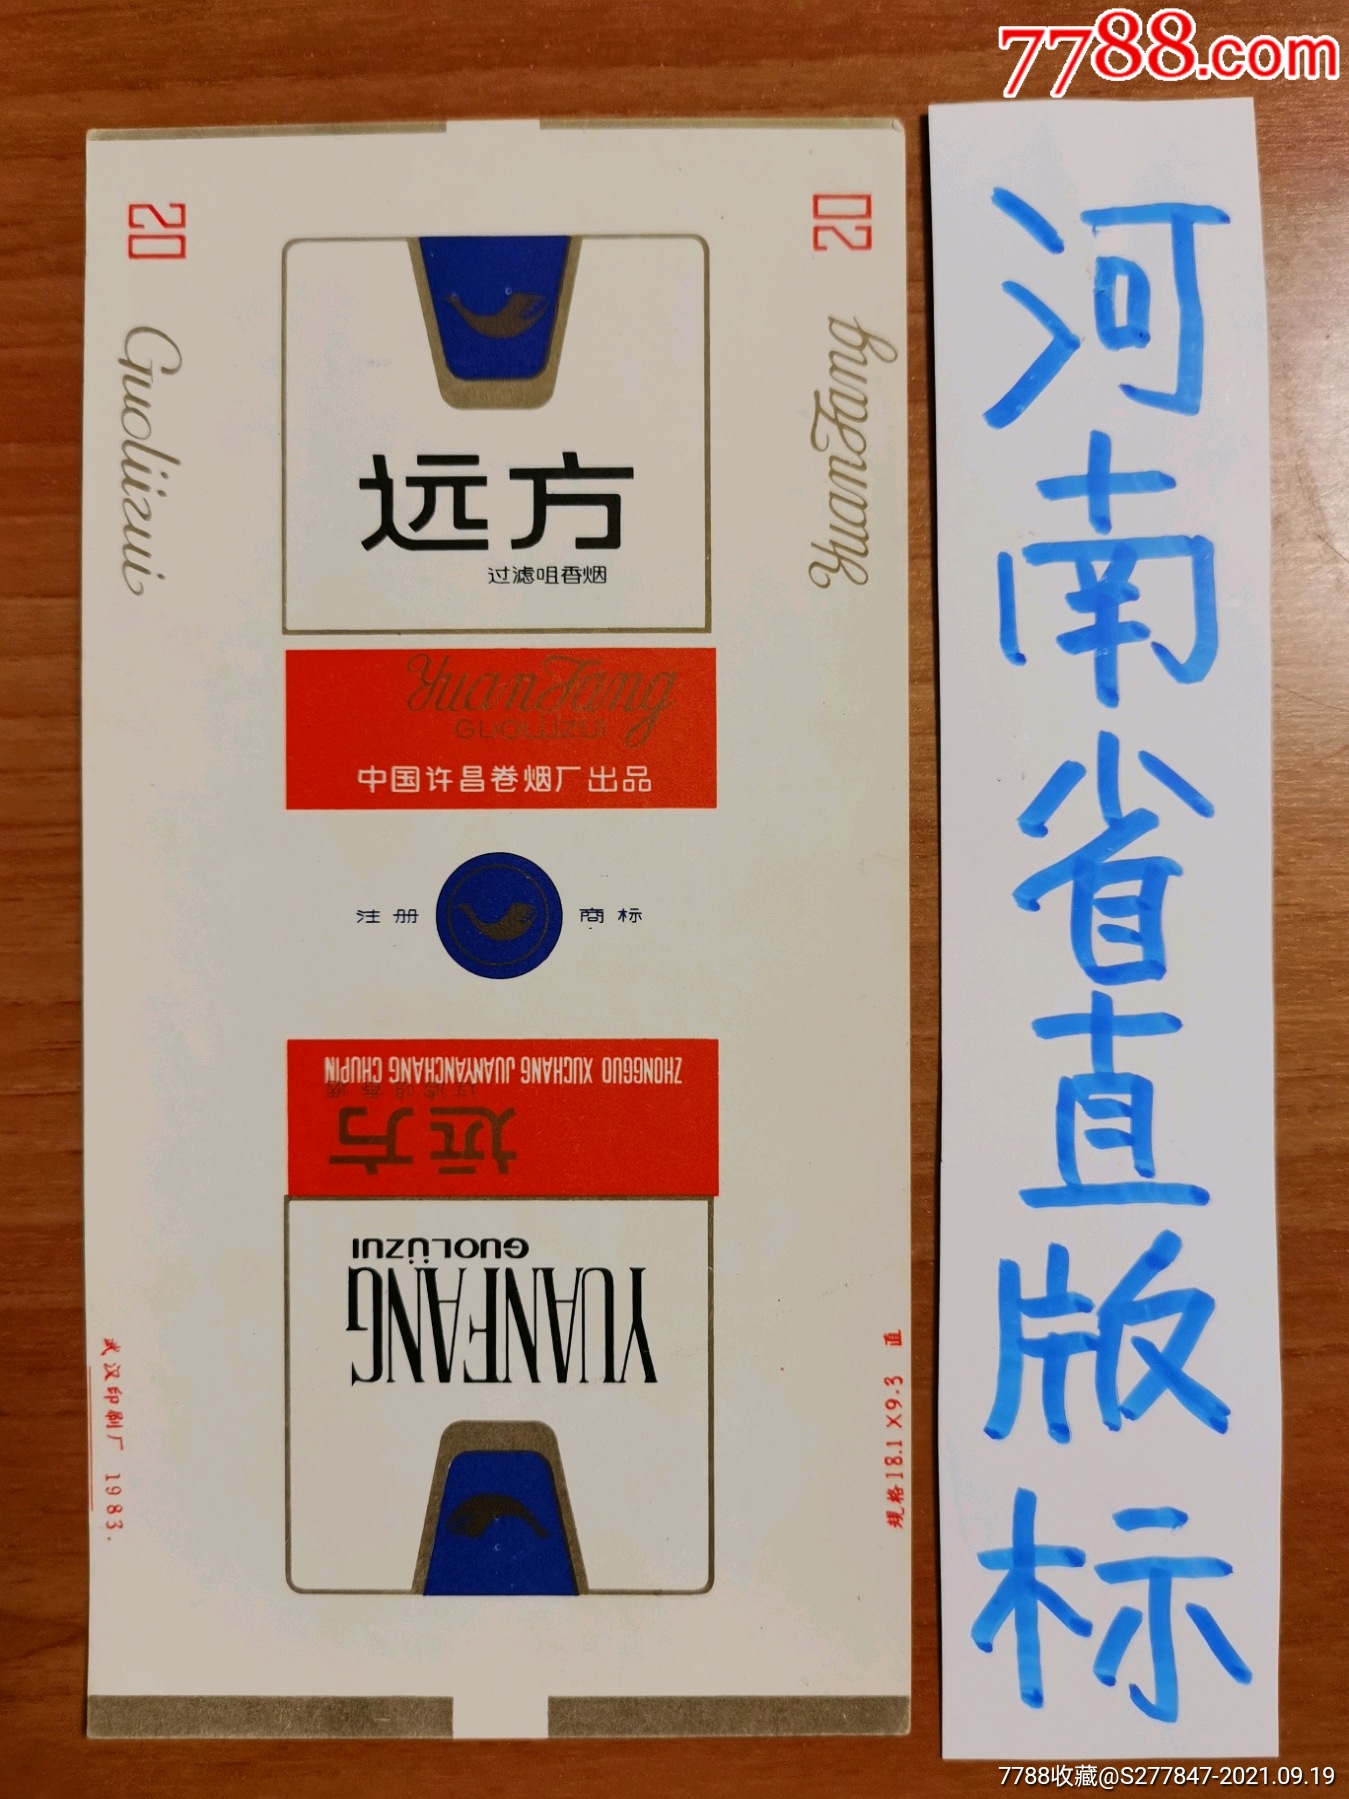 7788.com
20
20
Guolüzui
YuanFang
远方
过滤咀香烟
YuanFang
GUOLÜZUI
中国许昌卷烟厂出品
注册 商标
ZHONGGUO XUCHANG JUANYANCHANG CHUPIN
过滤咀香烟
远方
GUOLÜZUI
YUANFANG
武汉印刷厂 1983.
规格18.1×9.3 直
河南省直版标
7788收藏@S277847-2021.09.19